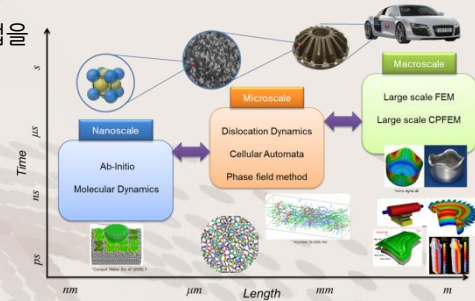 Macroscale
Large scale FEM
Large scale CPFEM
Microscale
Dislocation Dynamics
Cellular Automata
Phase field method
Nanoscale
Ab-Initio
Molecular Dynamics
Time
s
μs
ns
ps
nm
μm
mm
m
Length